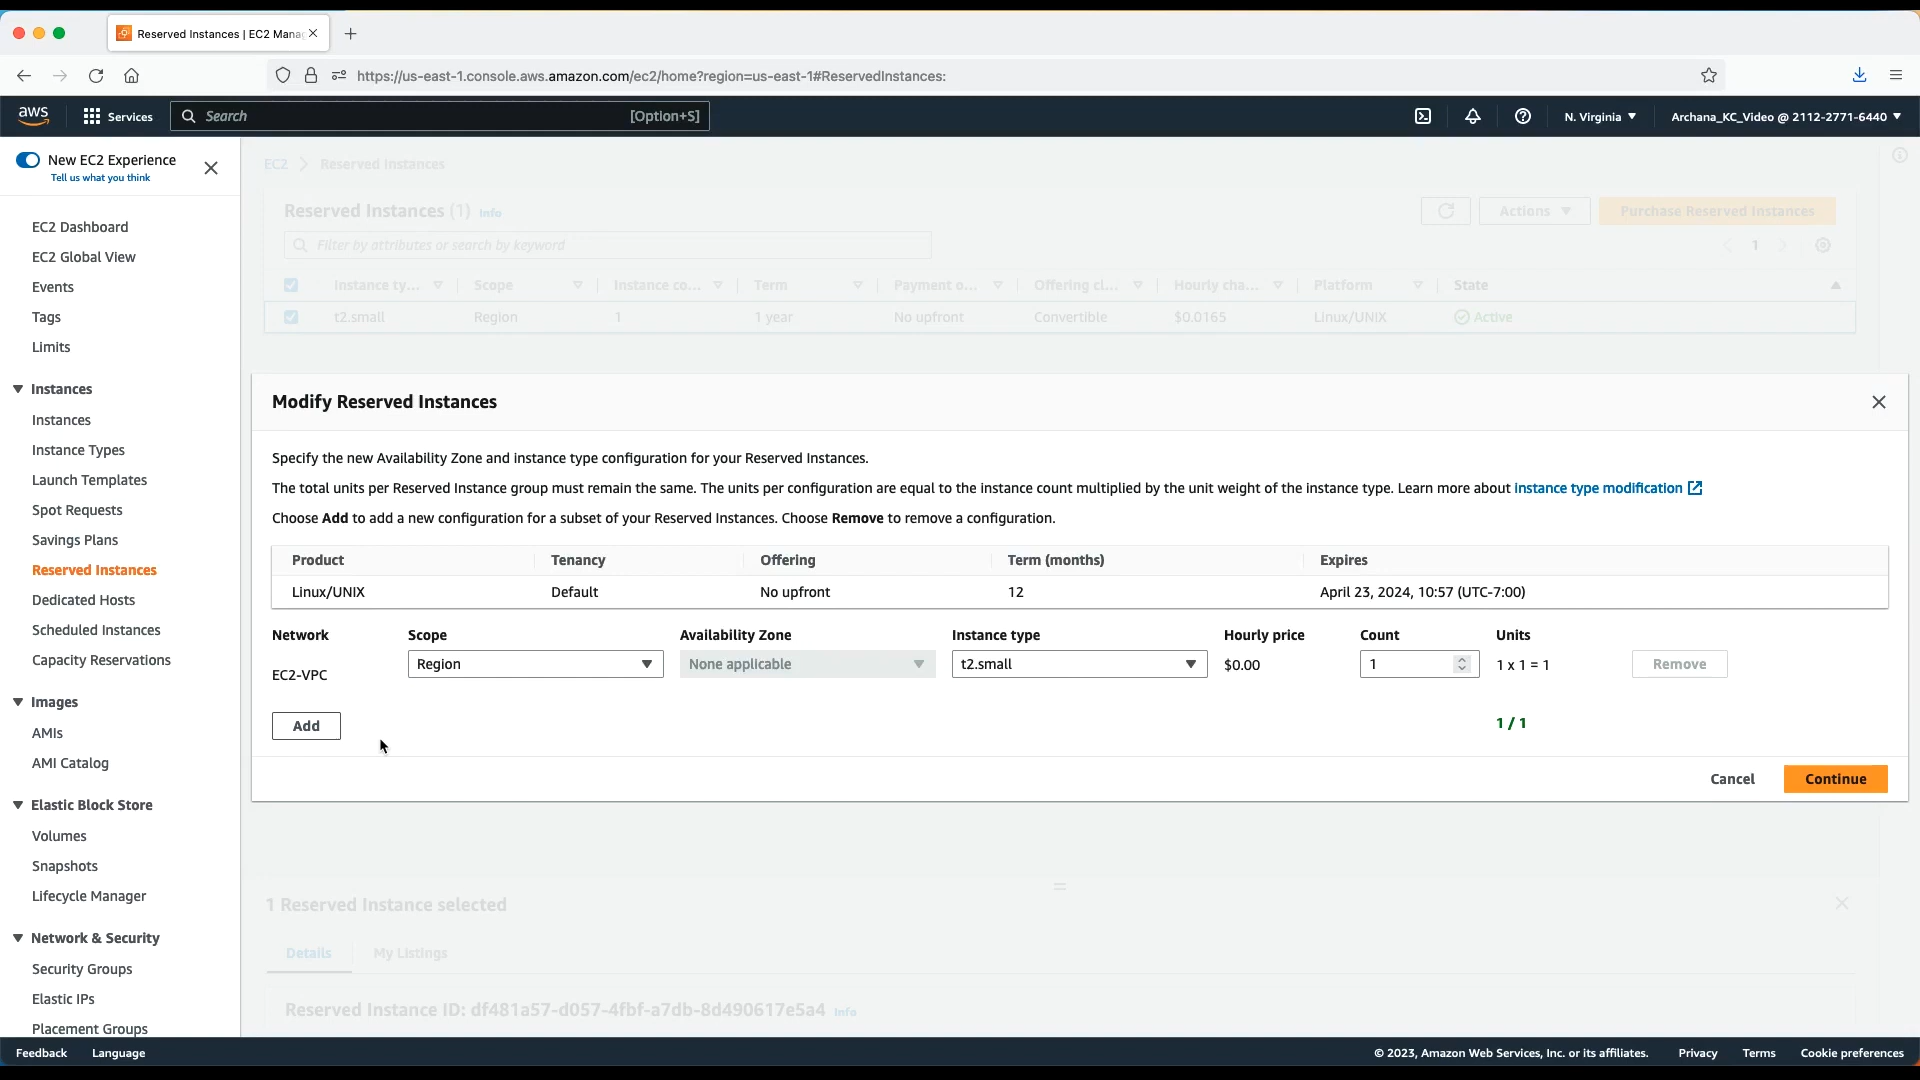 Reserved Instances | EC2 Mana
https://us-east-1.console.aws.amazon.com/ec2/home?region=us-east-1#ReservedInstances:
aws
Services
Search
[Option+S]
N. Virginia
Archana_KC_Video @ 2112-2771-6440
New EC2 Experience
Tell us what you think
EC2 Dashboard
EC2 Global View
Events
Tags
Limits
Instances
Instances
Instance Types
Launch Templates
Spot Requests
Savings Plans
Reserved Instances
Dedicated Hosts
Scheduled Instances
Capacity Reservations
Images
AMIs
AMI Catalog
Elastic Block Store
Volumes
Snapshots
Lifecycle Manager
Network & Security
Security Groups
Elastic IPs
Placement Groups
EC2 > Reserved Instances
Reserved Instances (1) Info
Actions
Purchase Reserved Instances
Filter by attributes or search by keyword
1
Instance ty... Scope Instance co... Term Payment o... Offering cl... Hourly cha... Platform State
t2.small Region 1 1 year No upfront Convertible $0.0165 Linux/UNIX Active
Modify Reserved Instances
Specify the new Availability Zone and instance type configuration for your Reserved Instances.
The total units per Reserved Instance group must remain the same. The units per configuration are equal to the instance count multiplied by the unit weight of the instance type. Learn more about instance type modification
Choose Add to add a new configuration for a subset of your Reserved Instances. Choose Remove to remove a configuration.
Product Tenancy Offering Term (months) Expires
Linux/UNIX Default No upfront 12 April 23, 2024, 10:57 (UTC-7:00)
Network Scope Availability Zone Instance type Hourly price Count Units
EC2-VPC Region None applicable t2.small $0.00 1 1 x 1 = 1 Remove
Add 1 / 1
Cancel Continue
1 Reserved Instance selected
Details My Listings
Reserved Instance ID: df481a57-d057-4fbf-a7db-8d490617e5a4 Info
Feedback Language
© 2023, Amazon Web Services, Inc. or its affiliates. Privacy Terms Cookie preferences